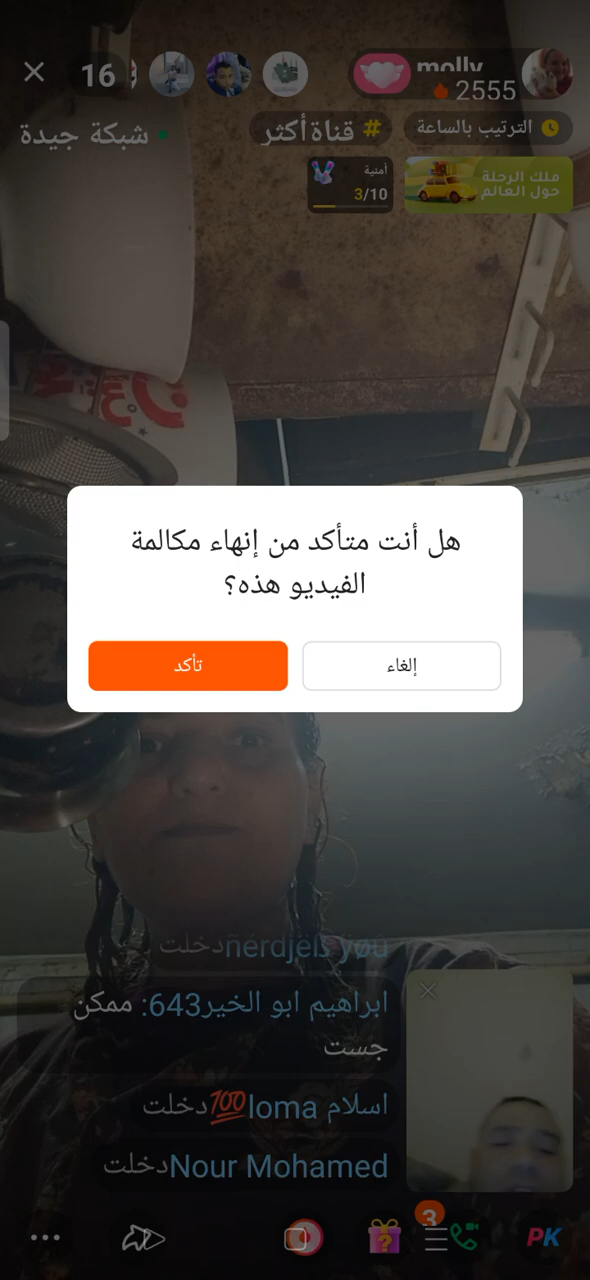 molly
2555
16
الترتيب بالساعة
# قناة أكثر
شبكة جيدة
ملك الرحلة
حول العالم
أمنية
3/10
هل أنت متأكد من إنهاء مكالمة
الفيديو هذه؟
إلغاء
تأكد
ñérdjëlš ÿøû دخلت
ابراهيم ابو الخير643: ممكن
جست
اسلام loma💯 دخلت
Nour Mohamed دخلت
3
PK